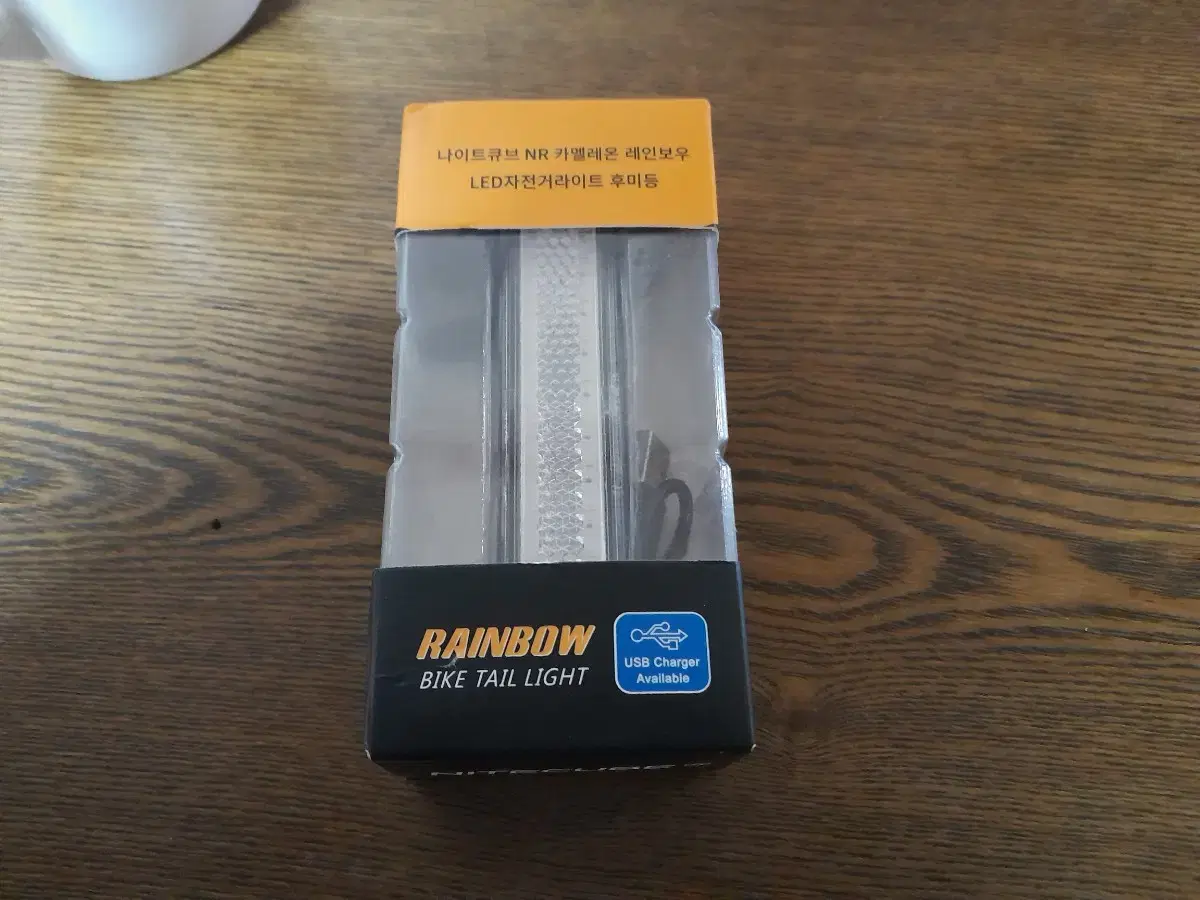 나이트큐브 NR 카멜레온 레인보우
LED자전거라이트 후미등
RAINBOW
BIKE TAIL LIGHT
USB Charger
Available